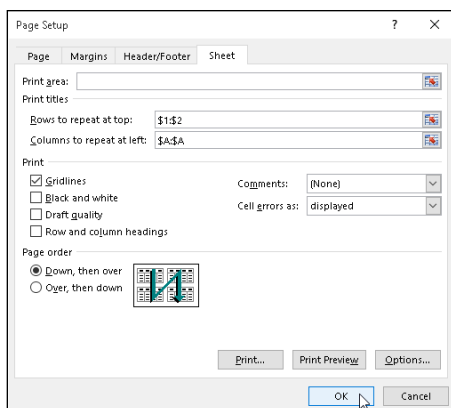 Page Setup ? ×
Page Margins Header/Footer Sheet
Print area:
Print titles
Rows to repeat at top: $1:$2
Columns to repeat at left: $A:$A
Print
Gridlines Comments: (None)
Black and white Cell errors as: displayed
Draft quality
Row and column headings
Page order
Down, then over
Over, then down
Print... Print Preview Options...
OK Cancel